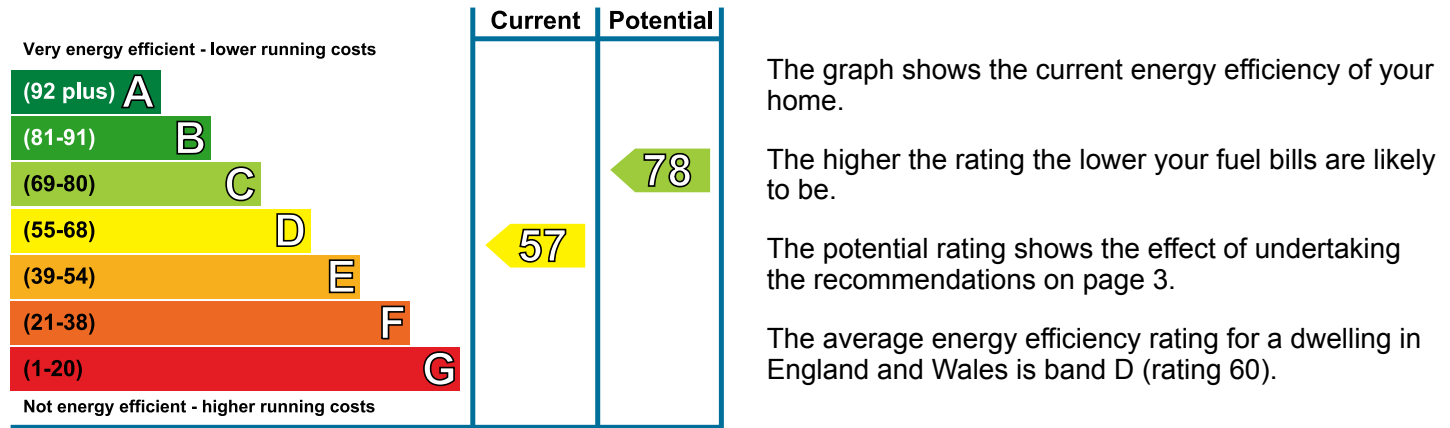 Current Potential
Very energy efficient - lower running costs
(92 plus) A
(81-91) B
(69-80) C
78
(55-68) D
57
(39-54) E
(21-38) F
(1-20) G
Not energy efficient - higher running costs
The graph shows the current energy efficiency of your
home.
The higher the rating the lower your fuel bills are likely
to be.
The potential rating shows the effect of undertaking
the recommendations on page 3.
The average energy efficiency rating for a dwelling in
England and Wales is band D (rating 60).